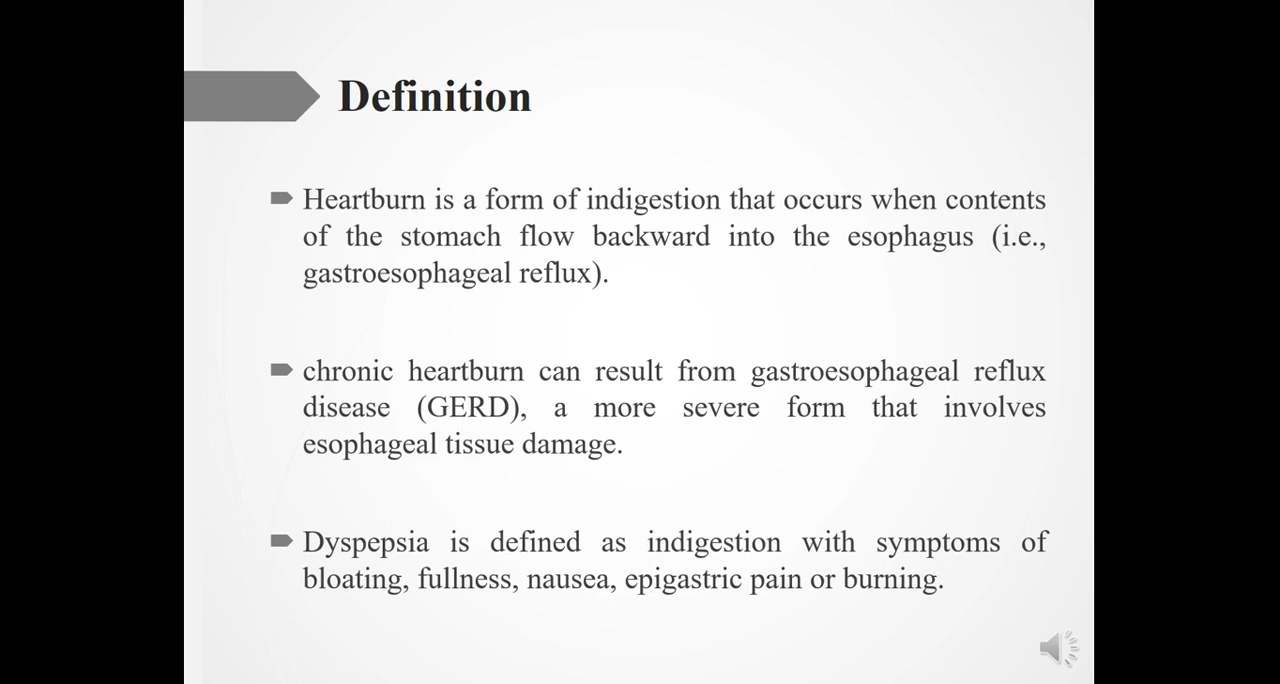 Definition
Heartburn is a form of indigestion that occurs when contents
of the stomach flow backward into the esophagus (i.e.,
gastroesophageal reflux).
chronic heartburn can result from gastroesophageal reflux
disease (GERD), a more severe form that involves
esophageal tissue damage.
Dyspepsia is defined as indigestion with symptoms of
bloating, fullness, nausea, epigastric pain or burning.